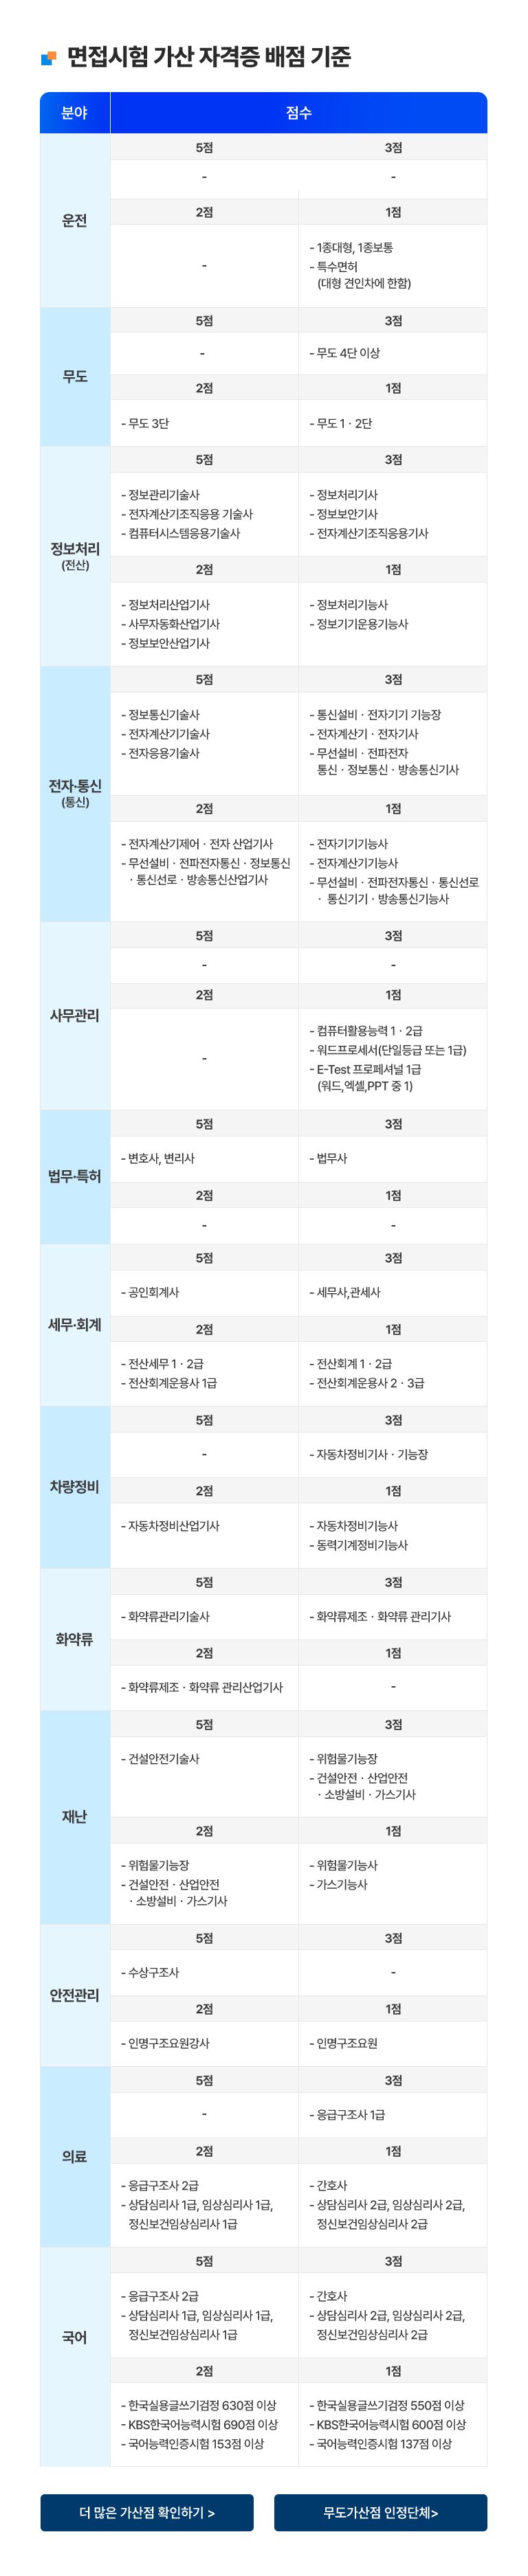 면접시험 가산 자격증 배점 기준
분야 점수
운전
5점 3점
- -
2점 1점
-
- 1종대형, 1종보통
- 특수면허
(대형 견인차에 한함)
무도
5점 3점
- - 무도 4단 이상
2점 1점
- 무도 3단 - 무도 1 · 2단
정보처리
(전산)
5점 3점
- 정보관리기술사 - 정보처리기사
- 전자계산기조직응용 기술사 - 정보보안기사
- 컴퓨터시스템응용기술사 - 전자계산기조직응용기사
2점 1점
- 정보처리산업기사 - 정보처리기능사
- 사무자동화산업기사 - 정보기기운용기능사
- 정보보안산업기사
전자·통신
(통신)
5점 3점
- 정보통신기술사 - 통신설비 · 전자기기 기능장
- 전자계산기기술사 - 전자계산기 · 전자기사
- 전자응용기술사 - 무선설비 · 전파전자
통신 · 정보통신 · 방송통신기사
2점 1점
- 전자계산기제어 · 전자 산업기사 - 전자기기기능사
- 무선설비 · 전파전자통신 · 정보통신 - 전자계산기기능사
· 통신선로 · 방송통신산업기사 - 무선설비 · 전파전자통신 · 통신선로
· 통신기기 · 방송통신기능사
사무관리
5점 3점
- -
2점 1점
-
- 컴퓨터활용능력 1 · 2급
- 워드프로세서(단일등급 또는 1급)
- E-Test 프로페셔널 1급
(워드,엑셀,PPT 중 1)
법무·특허
5점 3점
- 변호사, 변리사 - 법무사
2점 1점
- -
세무·회계
5점 3점
- 공인회계사 - 세무사,관세사
2점 1점
- 전산세무 1 · 2급 - 전산회계 1 · 2급
- 전산회계운용사 1급 - 전산회계운용사 2 · 3급
차량정비
5점 3점
- - 자동차정비기사 · 기능장
2점 1점
- 자동차정비산업기사 - 자동차정비기능사
- 동력기계정비기능사
화약류
5점 3점
- 화약류관리기술사 - 화약류제조 · 화약류 관리기사
2점 1점
- 화약류제조 · 화약류 관리산업기사 -
재난
5점 3점
- 건설안전기술사 - 위험물기능장
- 건설안전 · 산업안전
· 소방설비 · 가스기사
2점 1점
- 위험물기능장 - 위험물기능사
- 건설안전 · 산업안전 - 가스기능사
· 소방설비 · 가스기사
안전관리
5점 3점
- 수상구조사 -
2점 1점
- 인명구조요원강사 - 인명구조요원
의료
5점 3점
- - 응급구조사 1급
2점 1점
- 응급구조사 2급 - 간호사
- 상담심리사 1급, 임상심리사 1급, - 상담심리사 2급, 임상심리사 2급,
정신보건임상심리사 1급 정신보건임상심리사 2급
국어
5점 3점
- 응급구조사 2급 - 간호사
- 상담심리사 1급, 임상심리사 1급, - 상담심리사 2급, 임상심리사 2급,
정신보건임상심리사 1급 정신보건임상심리사 2급
2점 1점
- 한국실용글쓰기검정 630점 이상 - 한국실용글쓰기검정 550점 이상
- KBS한국어능력시험 690점 이상 - KBS한국어능력시험 600점 이상
- 국어능력인증시험 153점 이상 - 국어능력인증시험 137점 이상
더 많은 가산점 확인하기 > 무도가산점 인정단체>